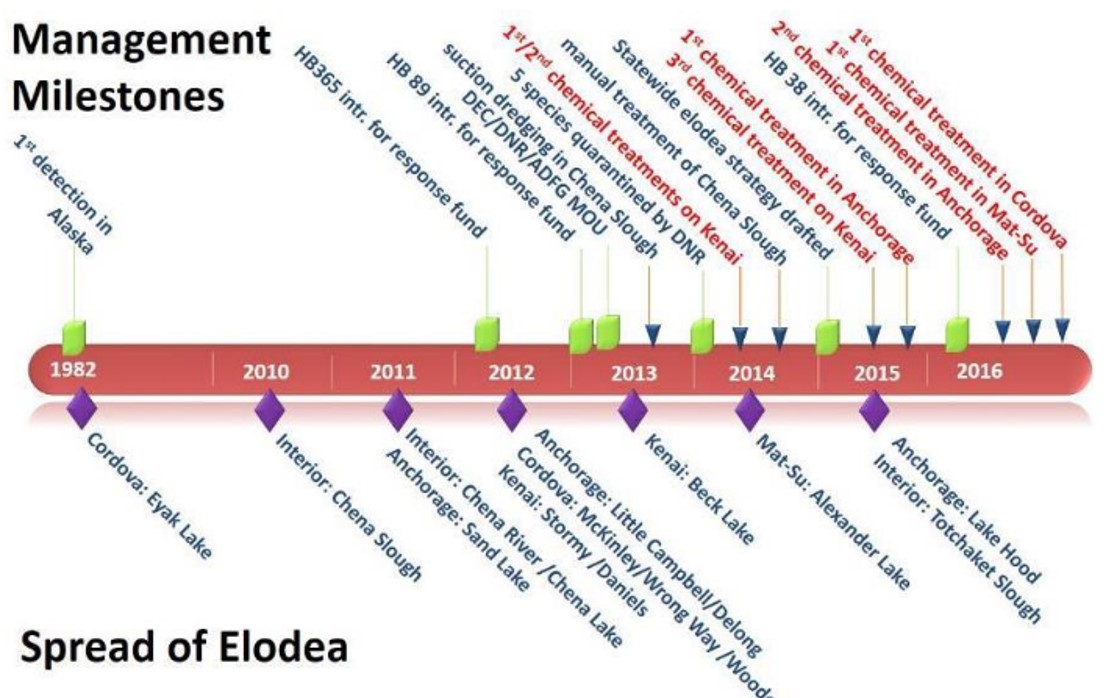 Management
Milestones
1st detection in
Alaska
HB365 intr. for response fund
HB 89 intr. for response fund
DEC/DNR/ADFG MOU
suction dredging in Chena Slough
5 species quarantined by DNR
1st/2nd chemical treatments on Kenai
manual treatment of Chena Slough
Statewide elodea strategy drafted
3rd chemical treatment on Kenai
1st chemical treatment in Anchorage
HB 38 intr. for response fund
2nd chemical treatment in Anchorage
1st chemical treatment in Mat-Su
1st chemical treatment in Cordova
1982 2010 2011 2012 2013 2014 2015 2016
Cordova: Eyak Lake
Interior: Chena Slough
Interior: Chena River /Chena Lake
Anchorage: Sand Lake
Anchorage: Little Campbell/Delong
Cordova: McKinley/Wrong Way /Woode
Kenai: Stormy /Daniels
Kenai: Beck Lake
Mat-Su: Alexander Lake
Anchorage: Lake Hood
Interior: Totchaket Slough
Spread of Elodea